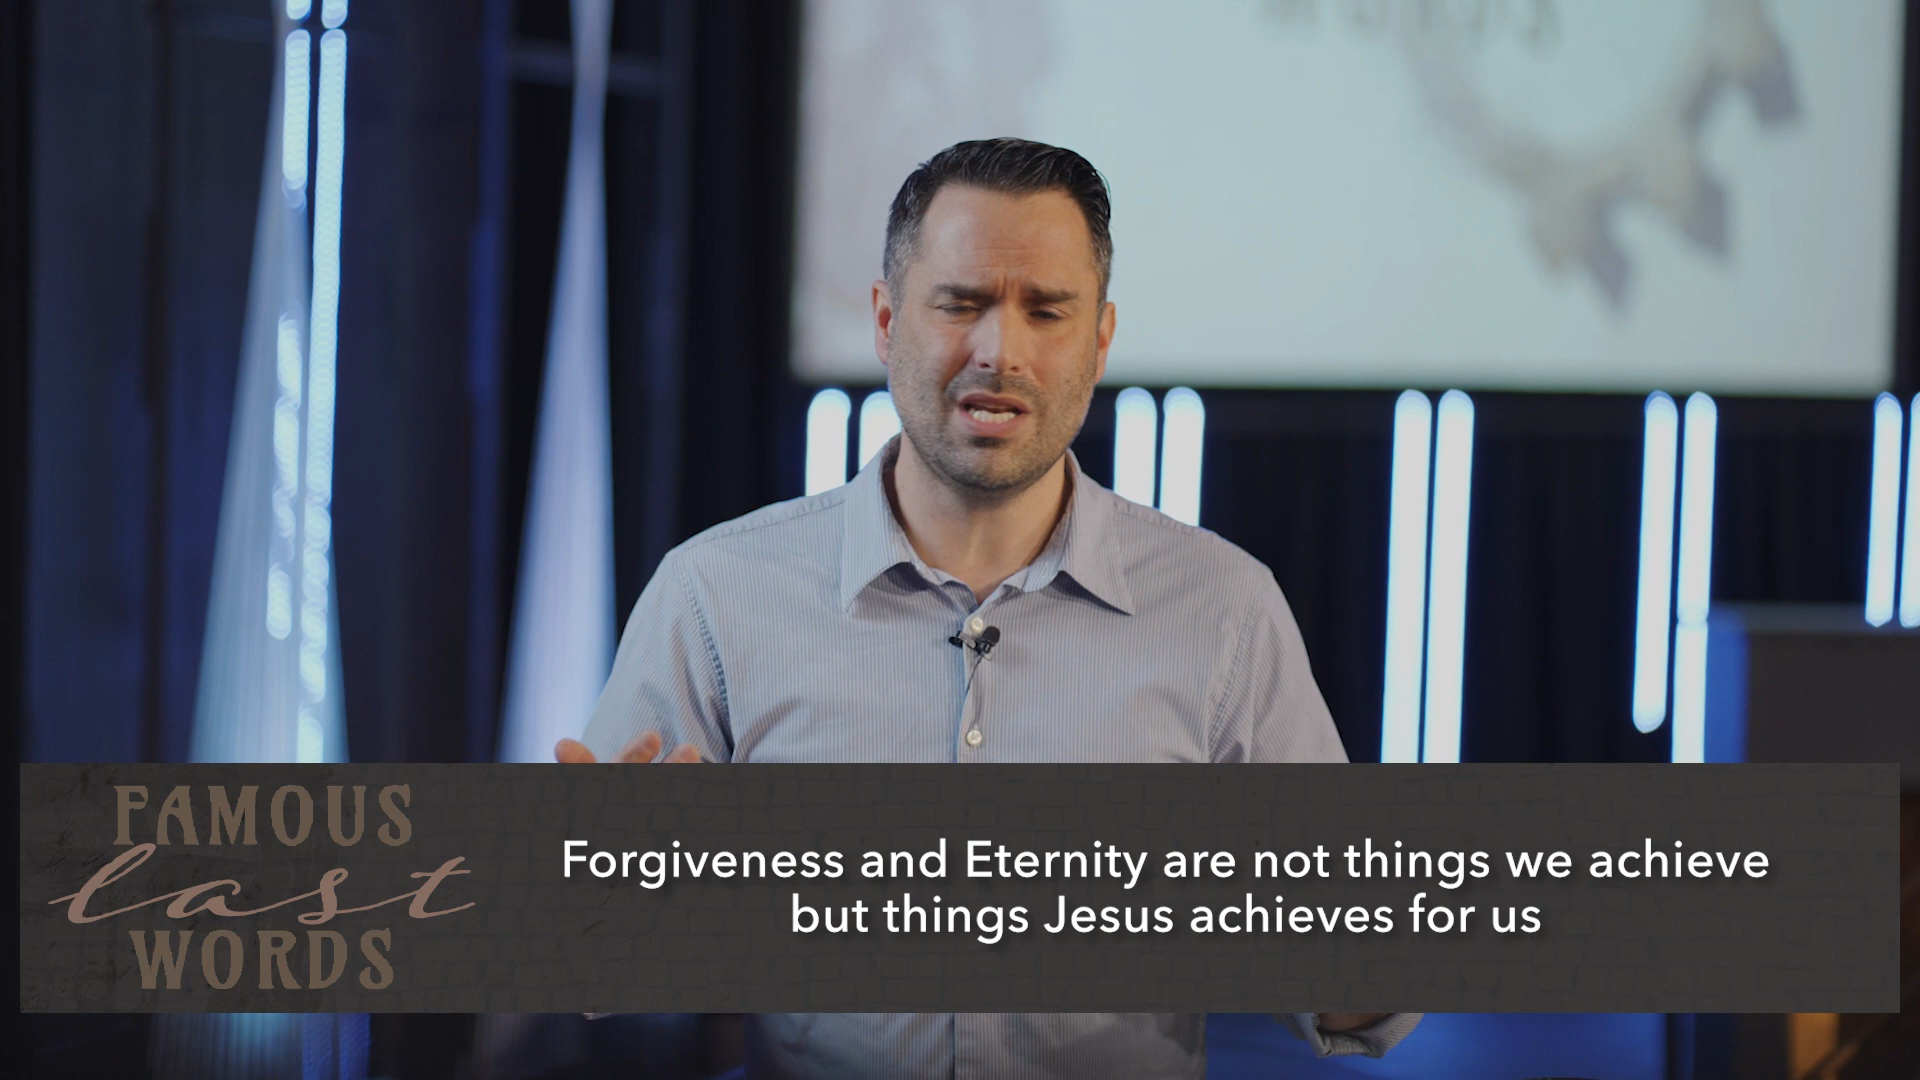 FAMOUS
last
WORDS
Forgiveness and Eternity are not things we achieve
but things Jesus achieves for us